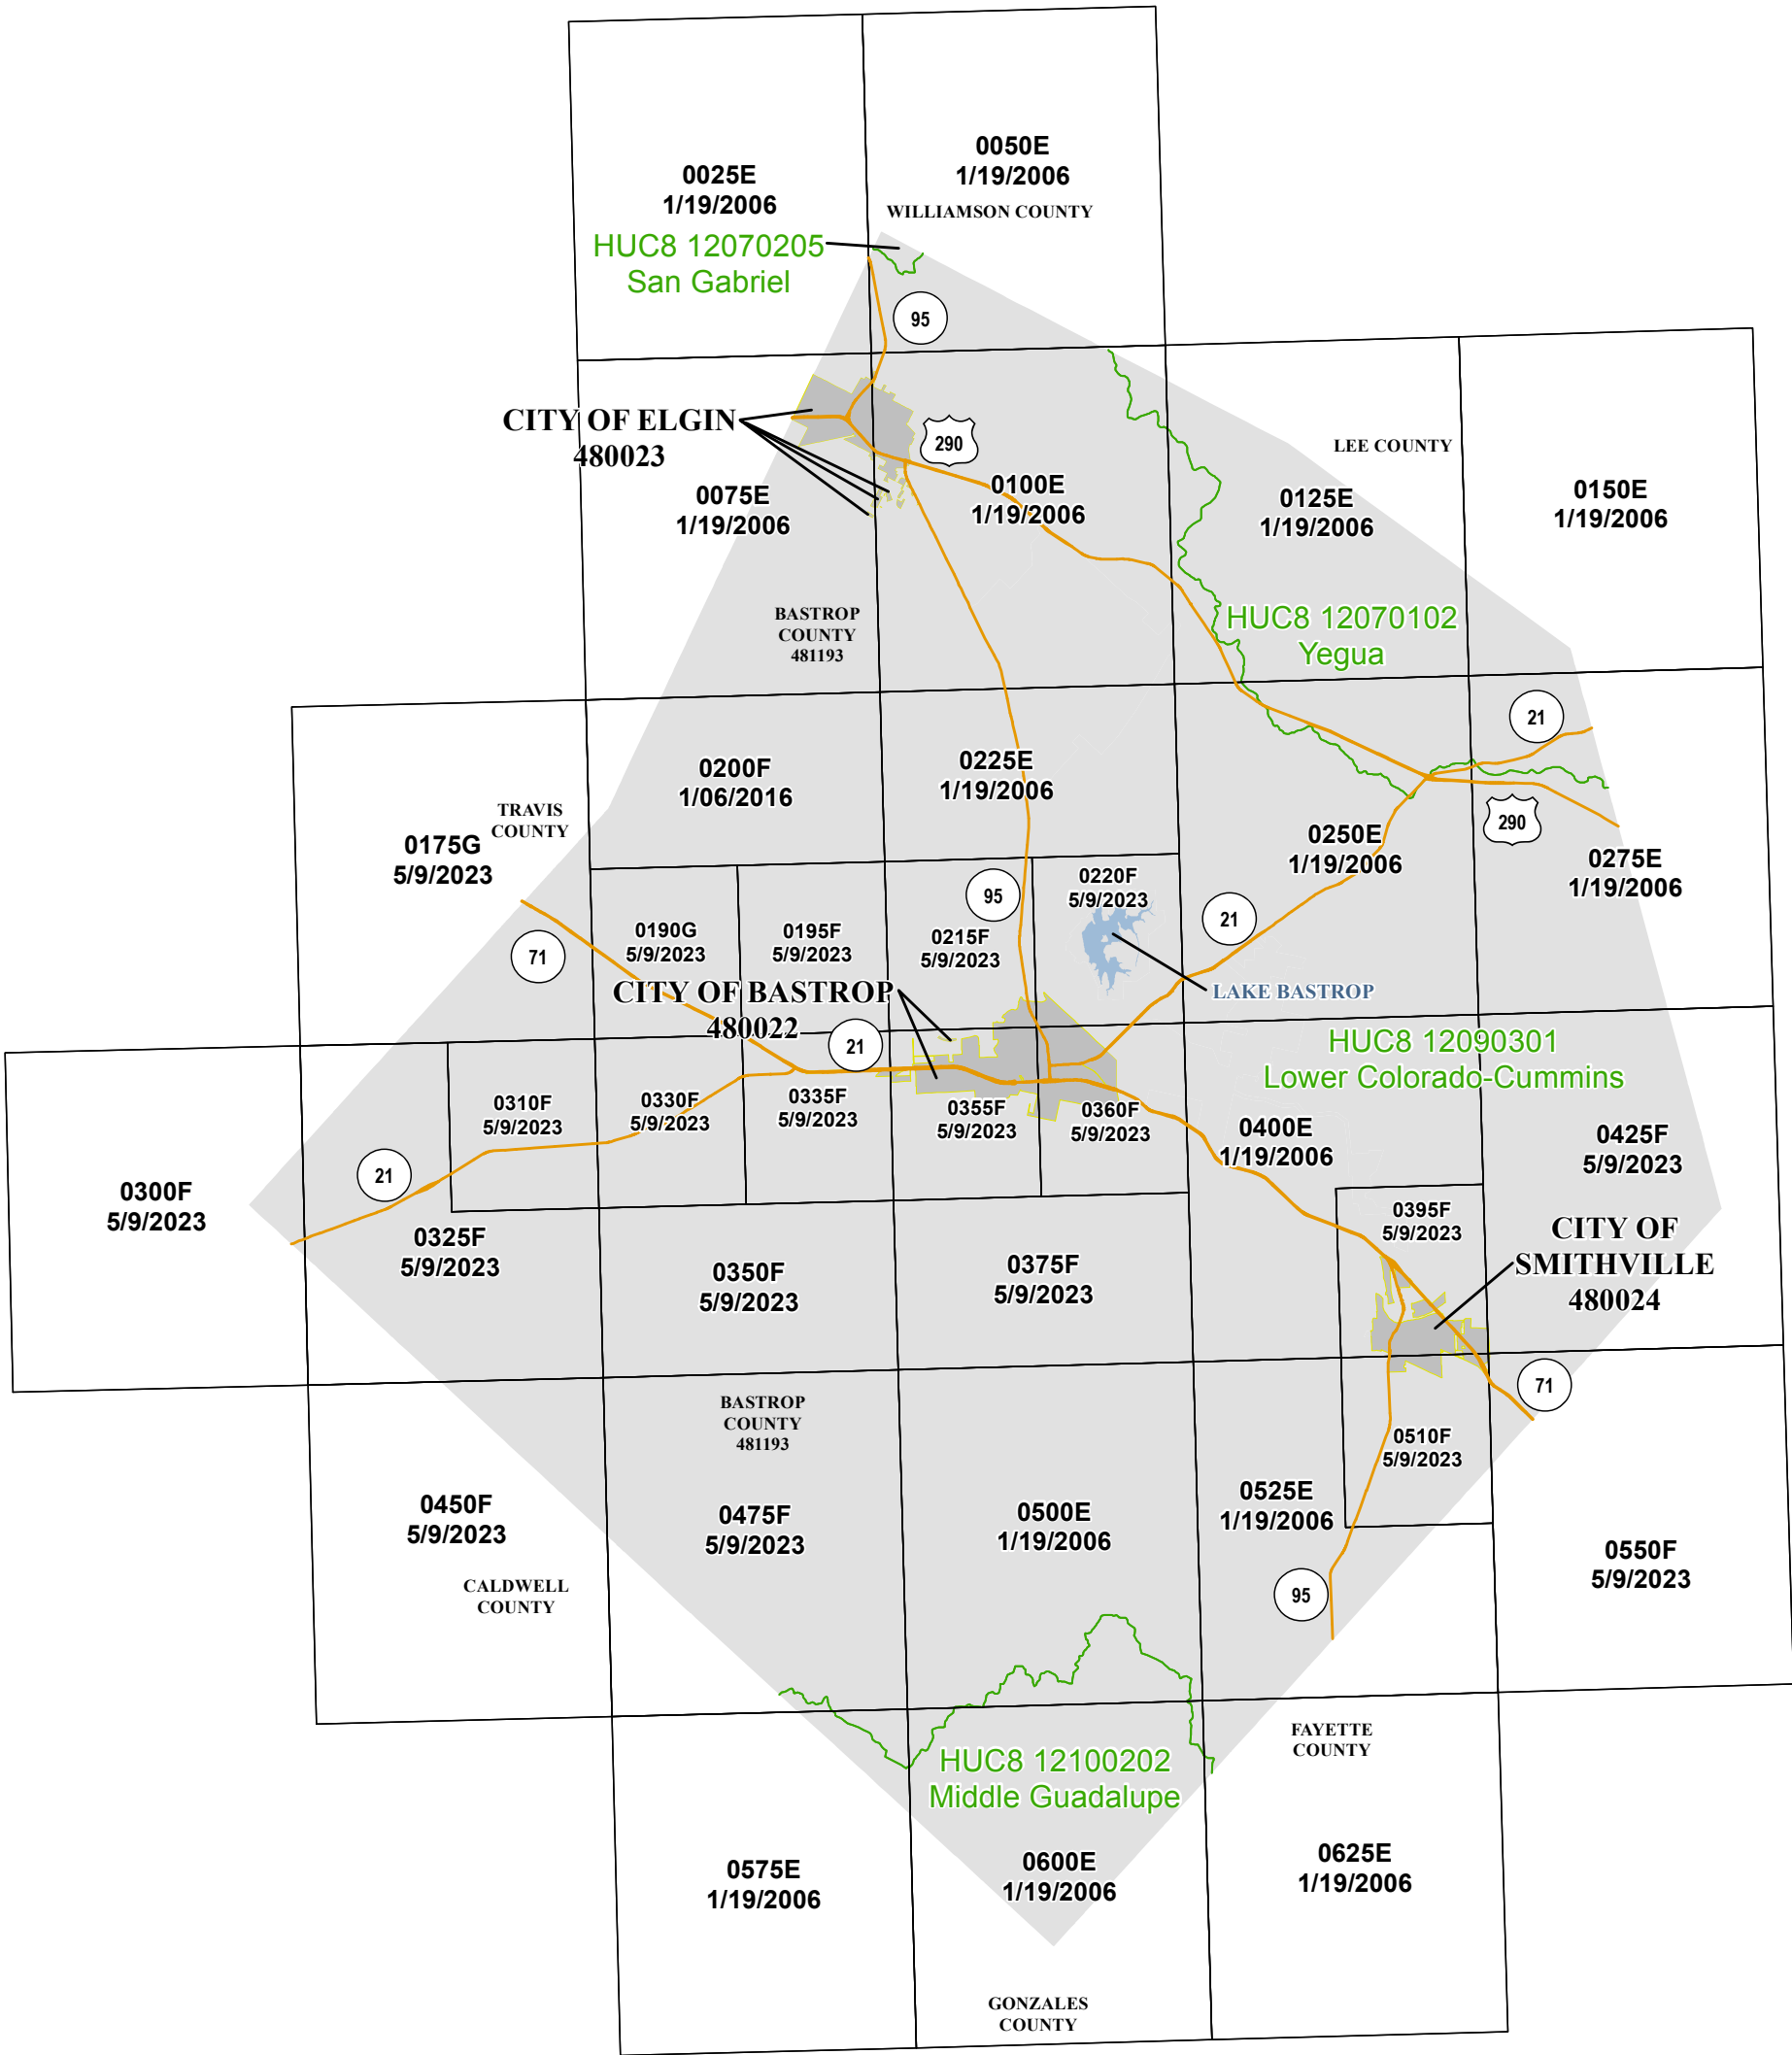 0050E
1/19/2006
0025E
1/19/2006
WILLIAMSON COUNTY
HUC8 12070205
San Gabriel
95
CITY OF ELGIN
480023
290
LEE COUNTY
0075E
1/19/2006
0100E
1/19/2006
0125E
1/19/2006
0150E
1/19/2006
BASTROP
COUNTY
481193
HUC8 12070102
Yegua
21
0200F
1/06/2016
0225E
1/19/2006
TRAVIS
COUNTY
0175G
5/9/2023
0250E
1/19/2006
290
0275E
1/19/2006
0190G
5/9/2023
0195F
5/9/2023
95
0215F
5/9/2023
0220F
5/9/2023
21
71
CITY OF BASTROP
480022
LAKE BASTROP
21
HUC8 12090301
Lower Colorado-Cummins
0310F
5/9/2023
0330F
5/9/2023
0335F
5/9/2023
0355F
5/9/2023
0360F
5/9/2023
0400E
1/19/2006
0425F
5/9/2023
0300F
5/9/2023
21
0325F
5/9/2023
0350F
5/9/2023
0375F
5/9/2023
0395F
5/9/2023
CITY OF
SMITHVILLE
480024
71
BASTROP
COUNTY
481193
0510F
5/9/2023
0450F
5/9/2023
0475F
5/9/2023
0500E
1/19/2006
0525E
1/19/2006
0550F
5/9/2023
CALDWELL
COUNTY
95
FAYETTE
COUNTY
HUC8 12100202
Middle Guadalupe
0575E
1/19/2006
0600E
1/19/2006
0625E
1/19/2006
GONZALES
COUNTY